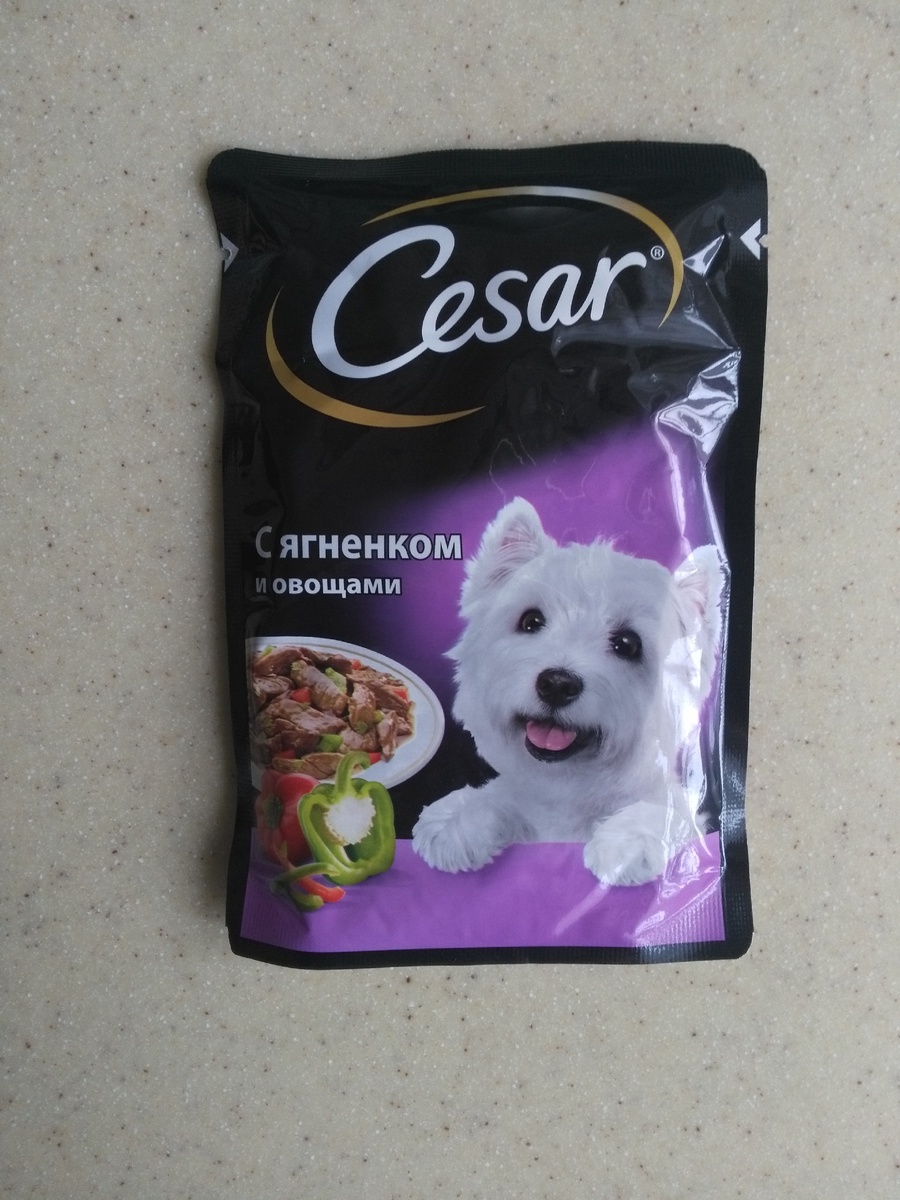 Cesar®
С ягненком
и овощами